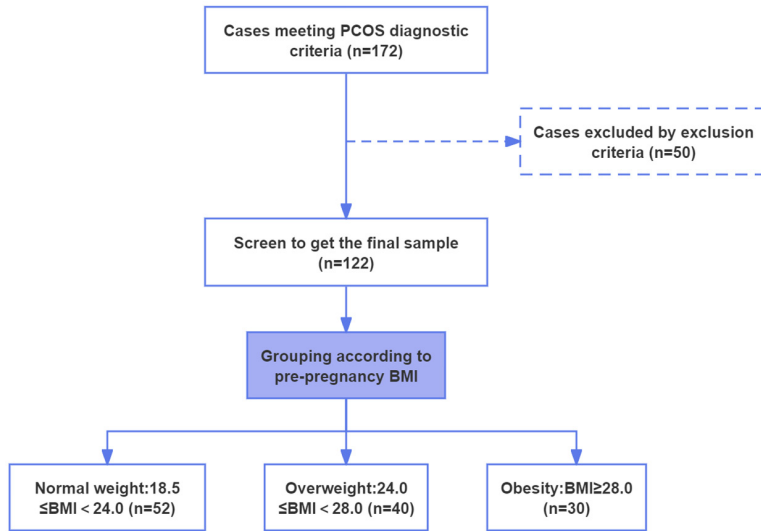 Cases meeting PCOS diagnostic
criteria (n=172)
Cases excluded by exclusion
criteria (n=50)
Screen to get the final sample
(n=122)
Grouping according to
pre-pregnancy BMI
Normal weight:18.5
≤BMI < 24.0 (n=52)
Overweight:24.0
≤BMI < 28.0 (n=40)
Obesity:BMI≥28.0
(n=30)